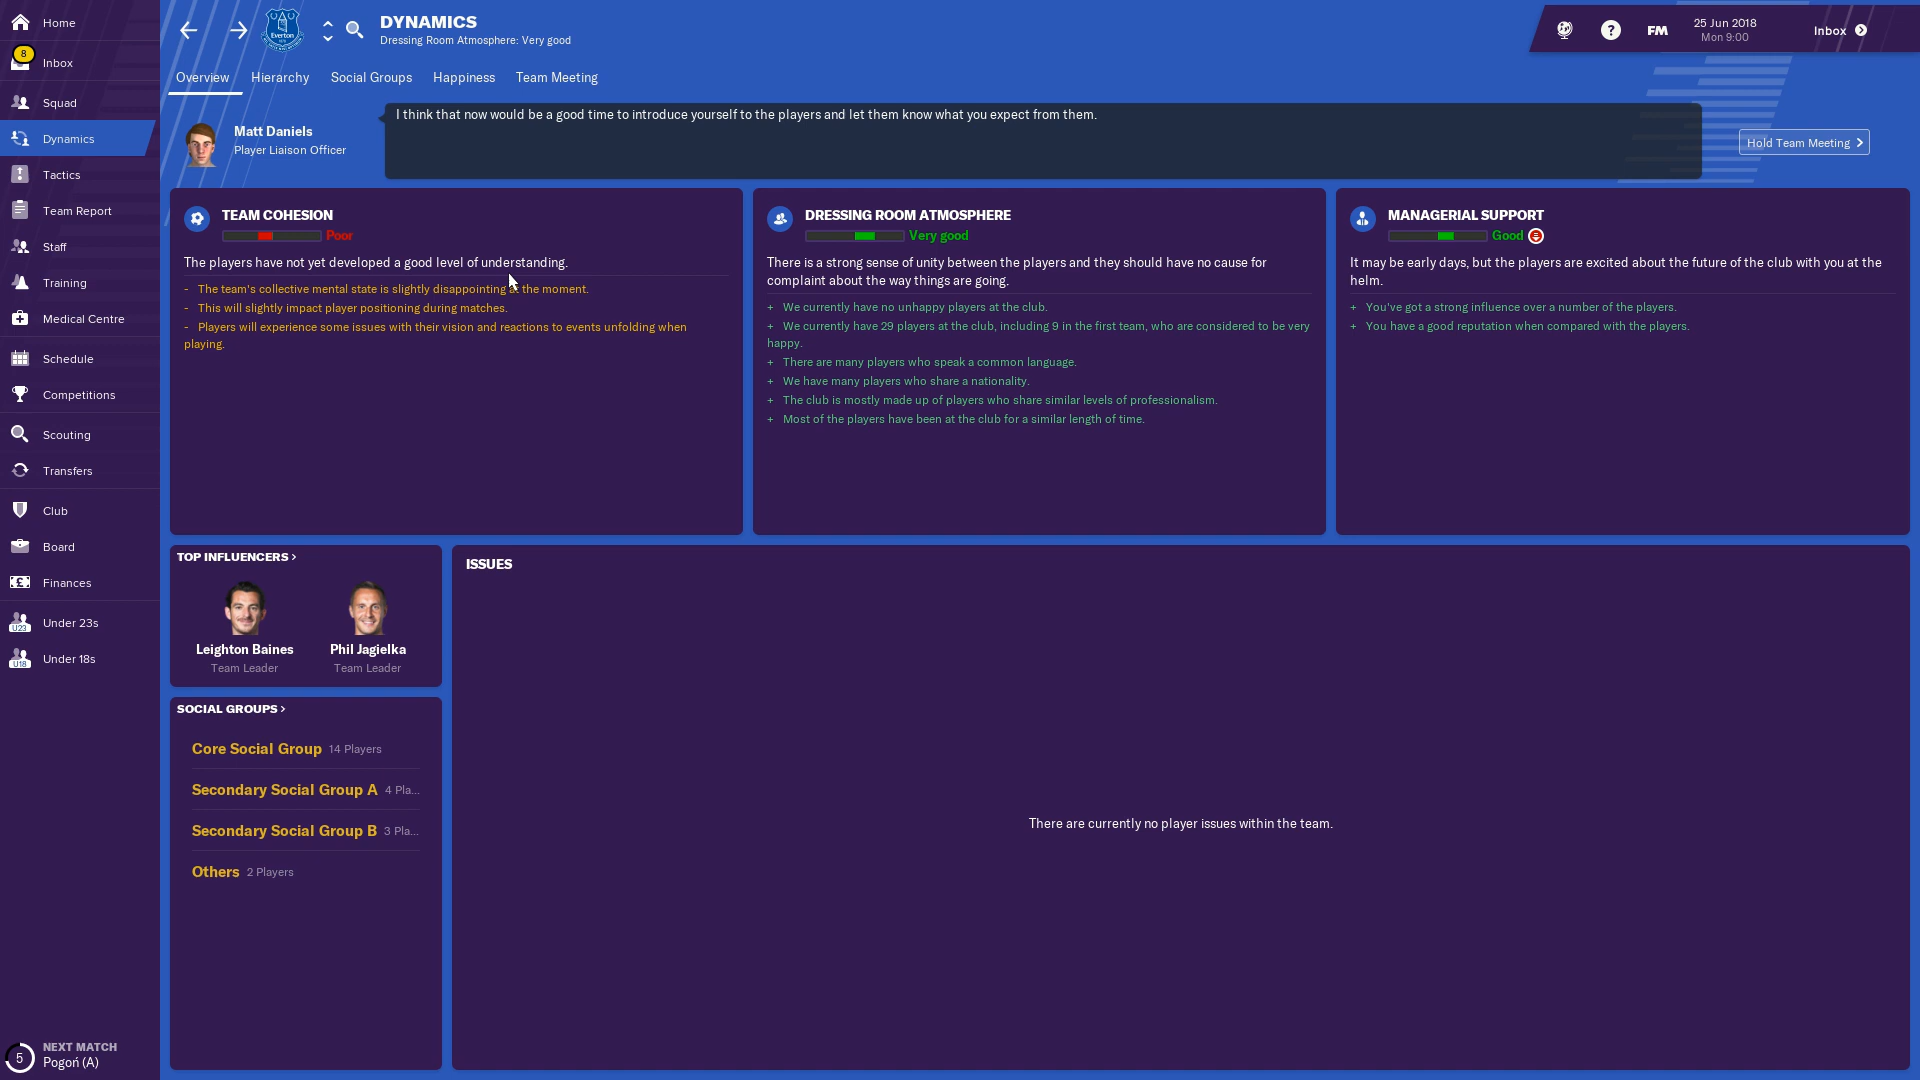 Home
8
Inbox
Squad
Dynamics
Tactics
Team Report
Staff
Training
Medical Centre
Schedule
Competitions
Scouting
Transfers
Club
Board
Finances
U23
Under 23s
U18
Under 18s
5
NEXT MATCH
Pogoń (A)
Everton
DYNAMICS
Dressing Room Atmosphere: Very good
?
FM
25 Jun 2018
Mon 9:00
Inbox
Overview
Hierarchy
Social Groups
Happiness
Team Meeting
Matt Daniels
Player Liaison Officer
I think that now would be a good time to introduce yourself to the players and let them know what you expect from them.
Hold Team Meeting
TEAM COHESION
Poor
The players have not yet developed a good level of understanding.
- The team's collective mental state is slightly disappointing at the moment.
- This will slightly impact player positioning during matches.
- Players will experience some issues with their vision and reactions to events unfolding when
playing.
DRESSING ROOM ATMOSPHERE
Very good
There is a strong sense of unity between the players and they should have no cause for
complaint about the way things are going.
+ We currently have no unhappy players at the club.
+ We currently have 29 players at the club, including 9 in the first team, who are considered to be very
happy.
+ There are many players who speak a common language.
+ We have many players who share a nationality.
+ The club is mostly made up of players who share similar levels of professionalism.
+ Most of the players have been at the club for a similar length of time.
MANAGERIAL SUPPORT
Good
It may be early days, but the players are excited about the future of the club with you at the
helm.
+ You've got a strong influence over a number of the players.
+ You have a good reputation when compared with the players.
TOP INFLUENCERS >
Leighton Baines
Team Leader
Phil Jagielka
Team Leader
SOCIAL GROUPS >
Core Social Group 14 Players
Secondary Social Group A 4 Pla...
Secondary Social Group B 3 Pla...
Others 2 Players
ISSUES
There are currently no player issues within the team.